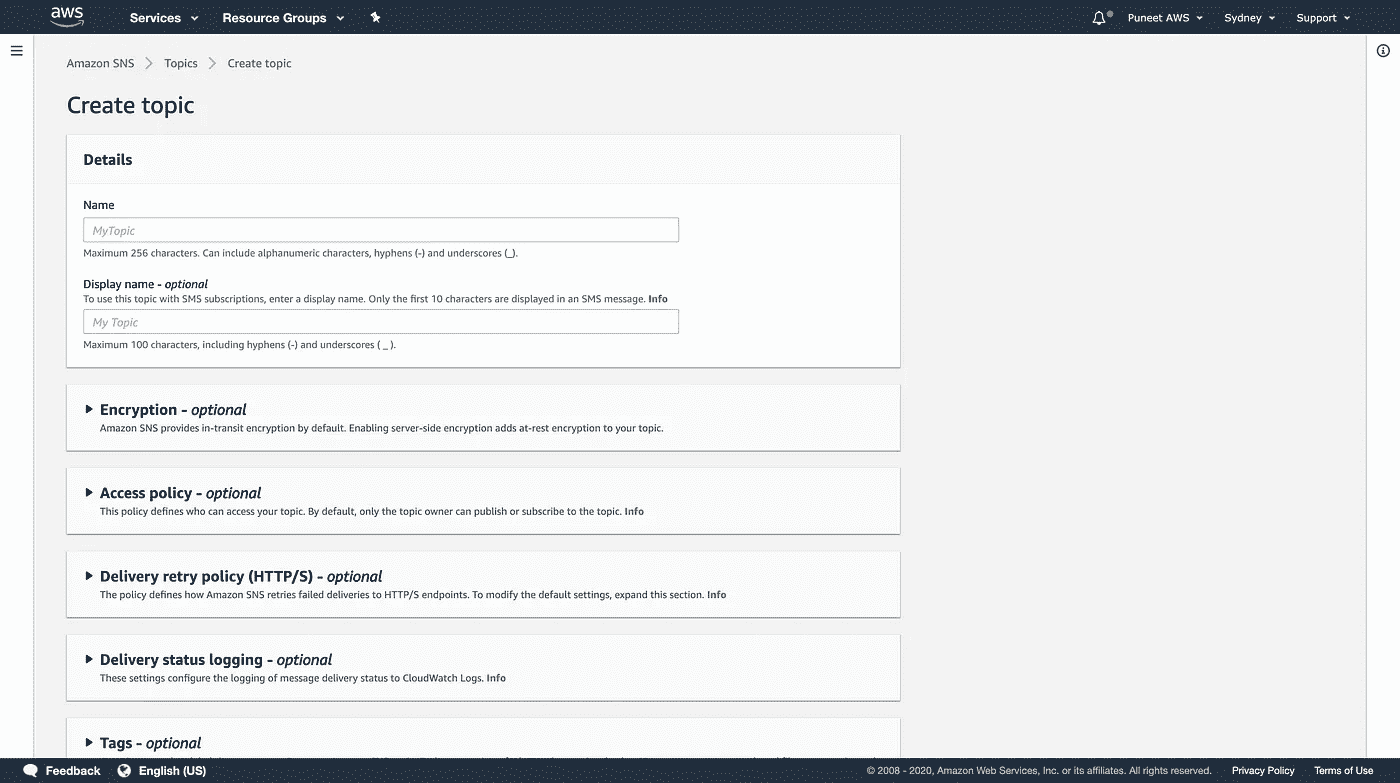 aws Services Resource Groups Puneet AWS Sydney Support
Amazon SNS Topics Create topic
Create topic
Details
Name
MyTopic
Maximum 256 characters. Can include alphanumeric characters, hyphens (-) and underscores (_).
Display name - optional
To use this topic with SMS subscriptions, enter a display name. Only the first 10 characters are displayed in an SMS message. Info
My Topic
Maximum 100 characters, including hyphens (-) and underscores ( _ ).
Encryption - optional
Amazon SNS provides in-transit encryption by default. Enabling server-side encryption adds at-rest encryption to your topic.
Access policy - optional
This policy defines who can access your topic. By default, only the topic owner can publish or subscribe to the topic. Info
Delivery retry policy (HTTP/S) - optional
The policy defines how Amazon SNS retries failed deliveries to HTTP/S endpoints. To modify the default settings, expand this section. Info
Delivery status logging - optional
These settings configure the logging of message delivery status to CloudWatch Logs. Info
Tags - optional
Feedback English (US) © 2008 - 2020, Amazon Web Services, Inc. or its affiliates. All rights reserved. Privacy Policy Terms of Use